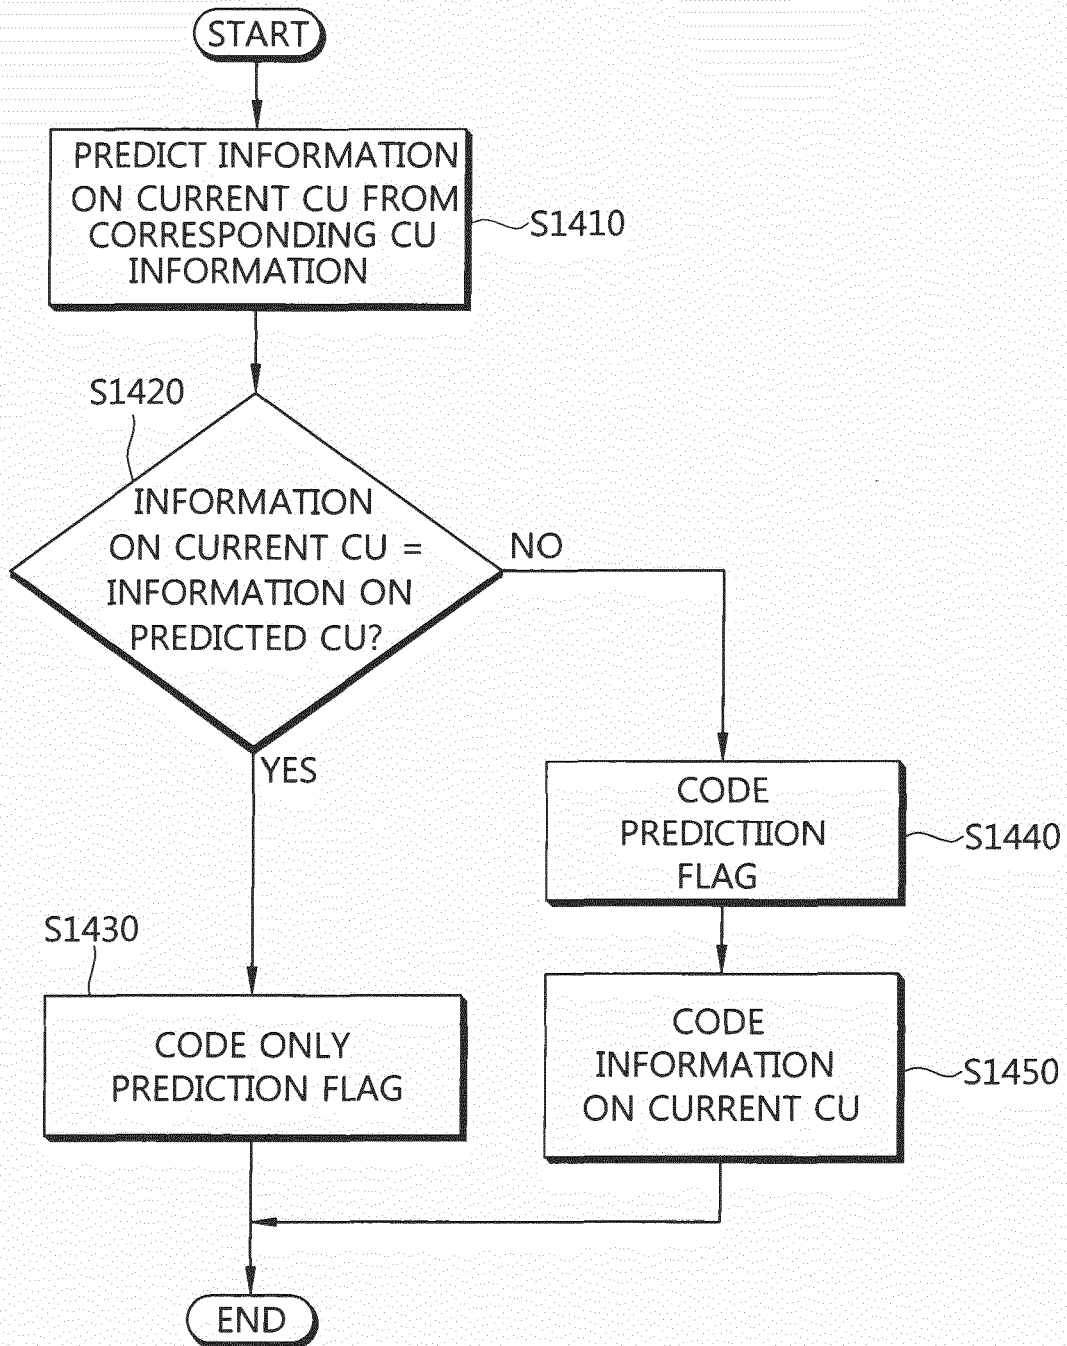 START
PREDICT INFORMATION
ON CURRENT CU FROM
CORRESPONDING CU
INFORMATION
S1410
S1420
INFORMATION
ON CURRENT CU =
INFORMATION ON
PREDICTED CU?
NO
YES
CODE
PREDICTIION
FLAG
S1440
S1430
CODE ONLY
PREDICTION FLAG
CODE
INFORMATION
ON CURRENT CU
S1450
END